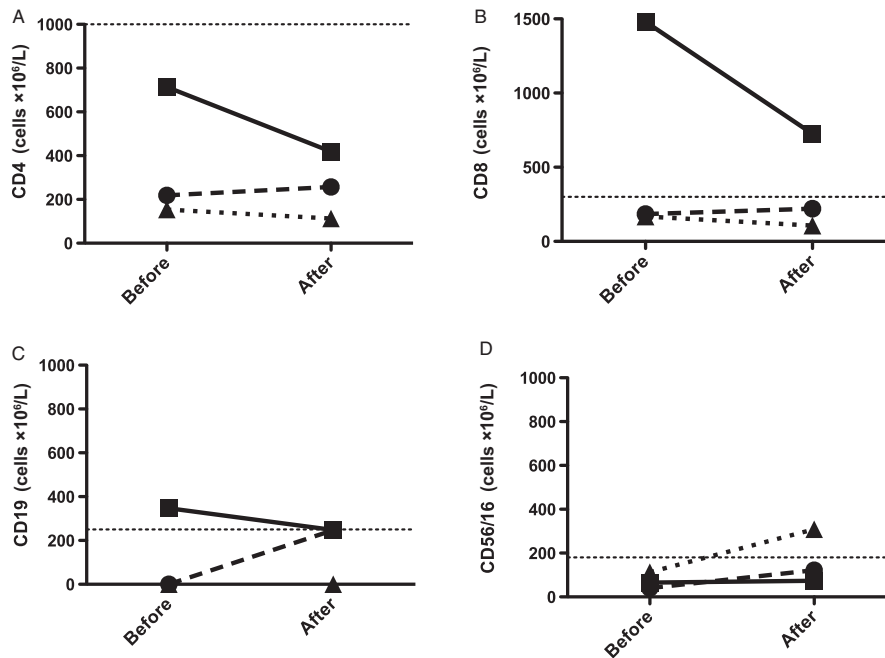 A
CD4 (cells ×10⁶/L)
1000
800
600
400
200
0
Before
After
B
CD8 (cells ×10⁶/L)
1500
1000
500
0
Before
After
C
CD19 (cells ×10⁶/L)
1000
800
600
400
200
0
Before
After
D
CD56/16 (cells ×10⁶/L)
1000
800
600
400
200
0
Before
After